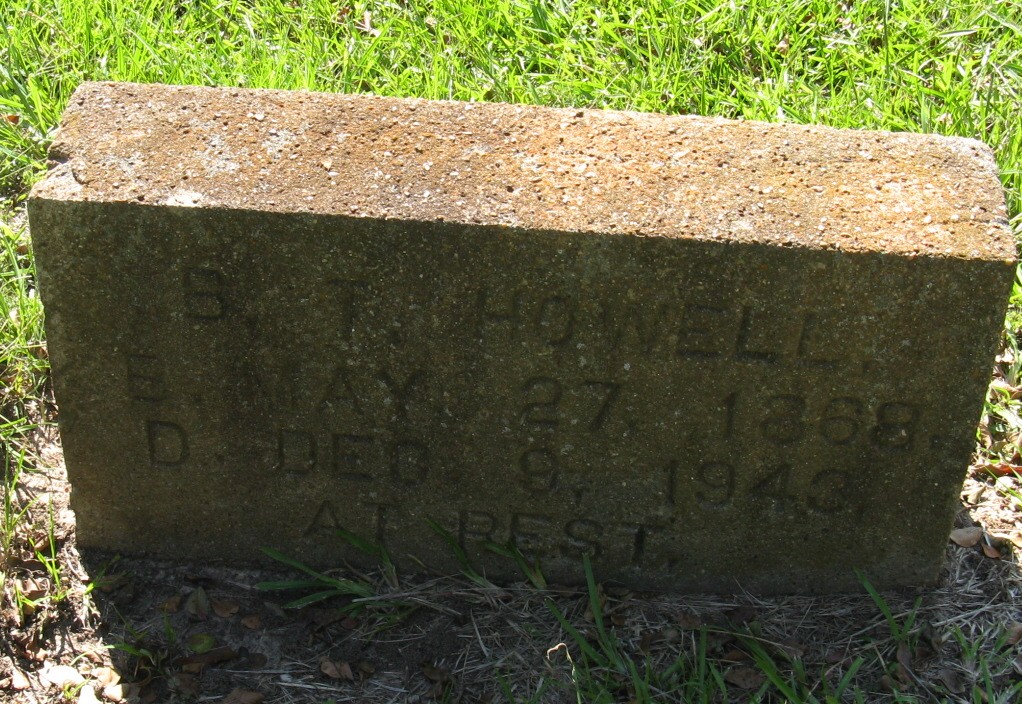 B. T. HOWELL.
B. MAY. 27. 1868.
D. DEC 9, 1943.
AT REST.